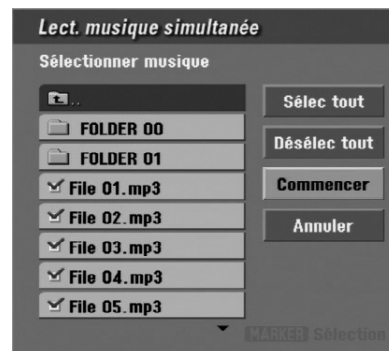 Lect. musique simultanée
Sélectionner musique
..
FOLDER 00
FOLDER 01
File 01.mp3
File 02.mp3
File 03.mp3
File 04.mp3
File 05.mp3
Sélec tout
Désélec tout
Commencer
Annuler
MARKER Sélection